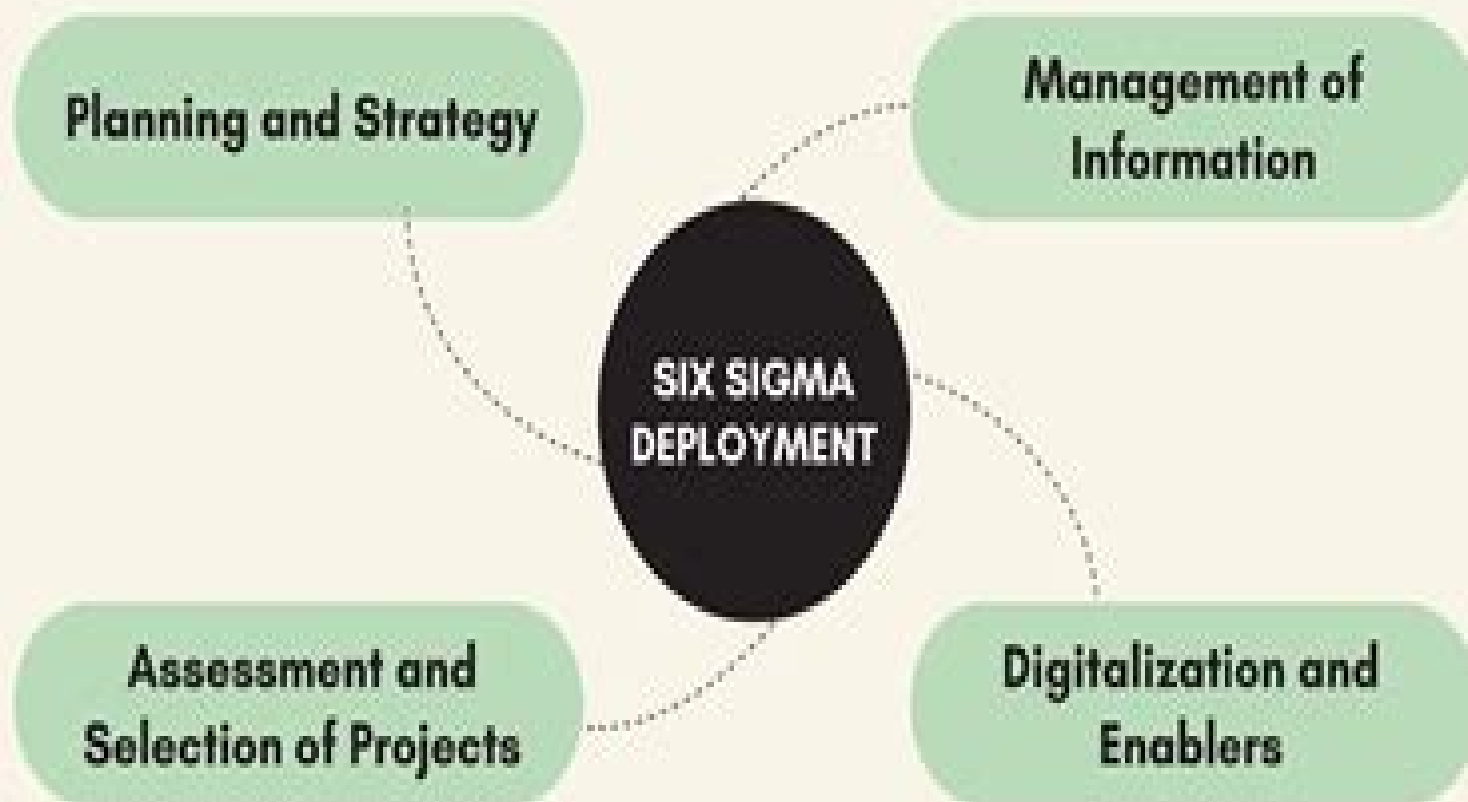 Planning and Strategy
Management of
Information
SIX SIGMA
DEPLOYMENT
Assessment and
Selection of Projects
Digitalization and
Enablers